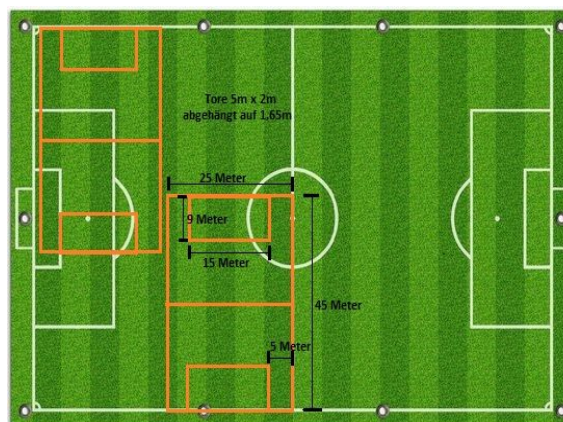 Tore 5m x 2m
abgehängt auf 1,65m
25 Meter
9 Meter
15 Meter
45 Meter
5 Meter